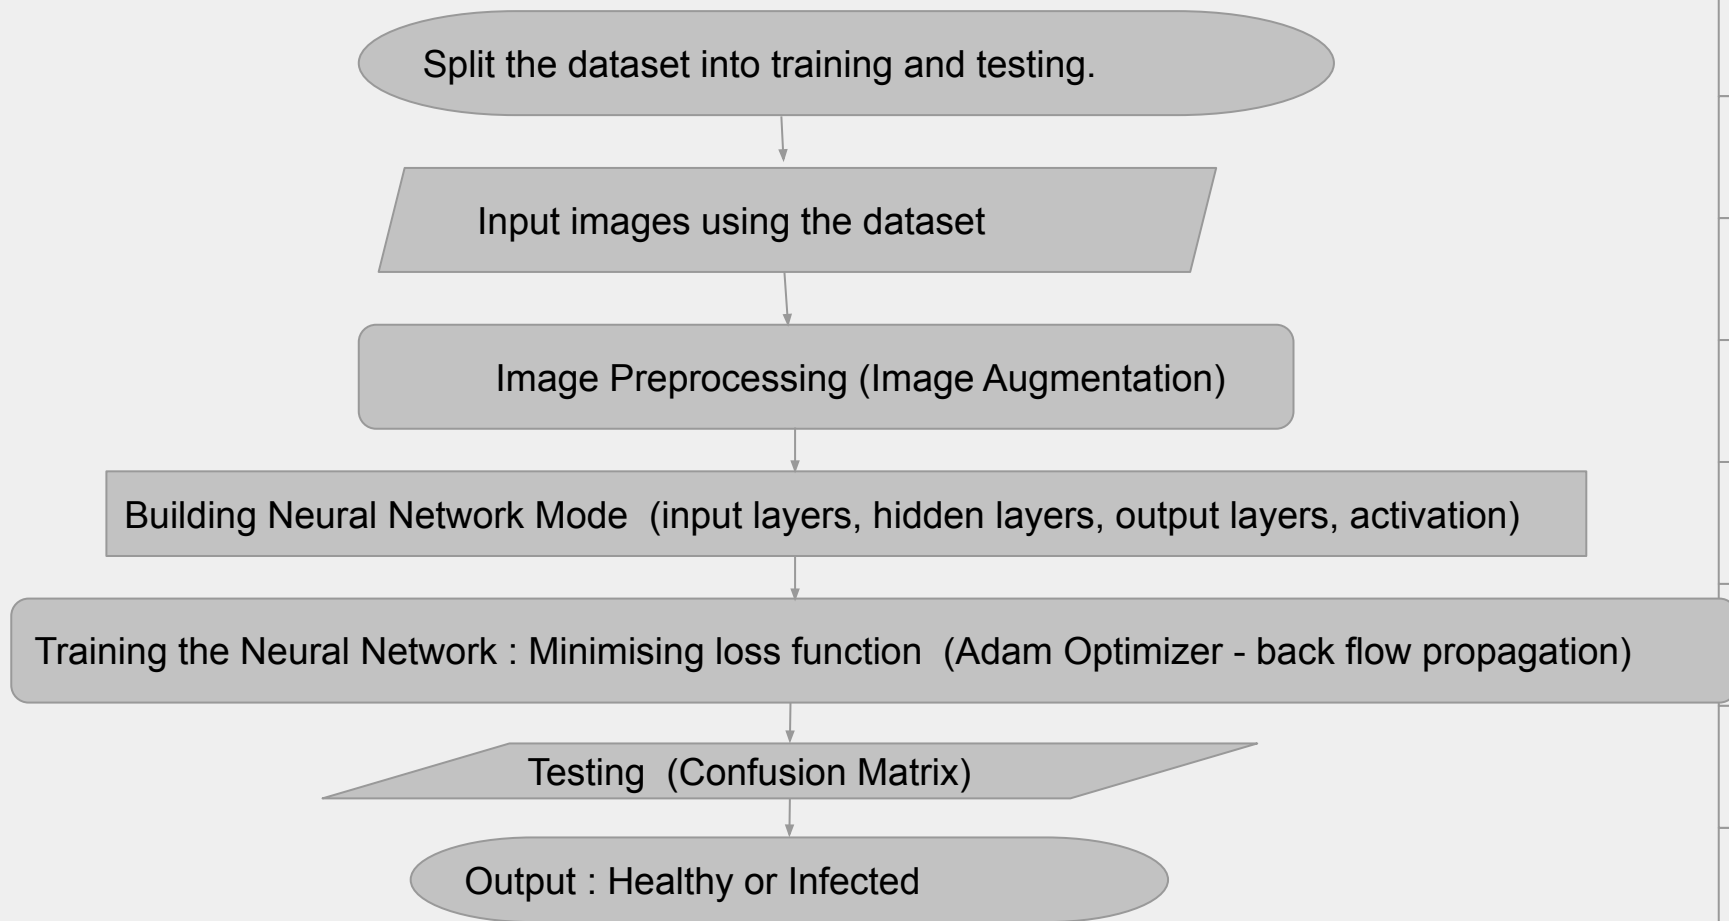 Split the dataset into training and testing.
Input images using the dataset
Image Preprocessing (Image Augmentation)
Building Neural Network Mode  (input layers, hidden layers, output layers, activation)
Training the Neural Network : Minimising loss function  (Adam Optimizer - back flow propagation)
Testing  (Confusion Matrix)
Output : Healthy or Infected